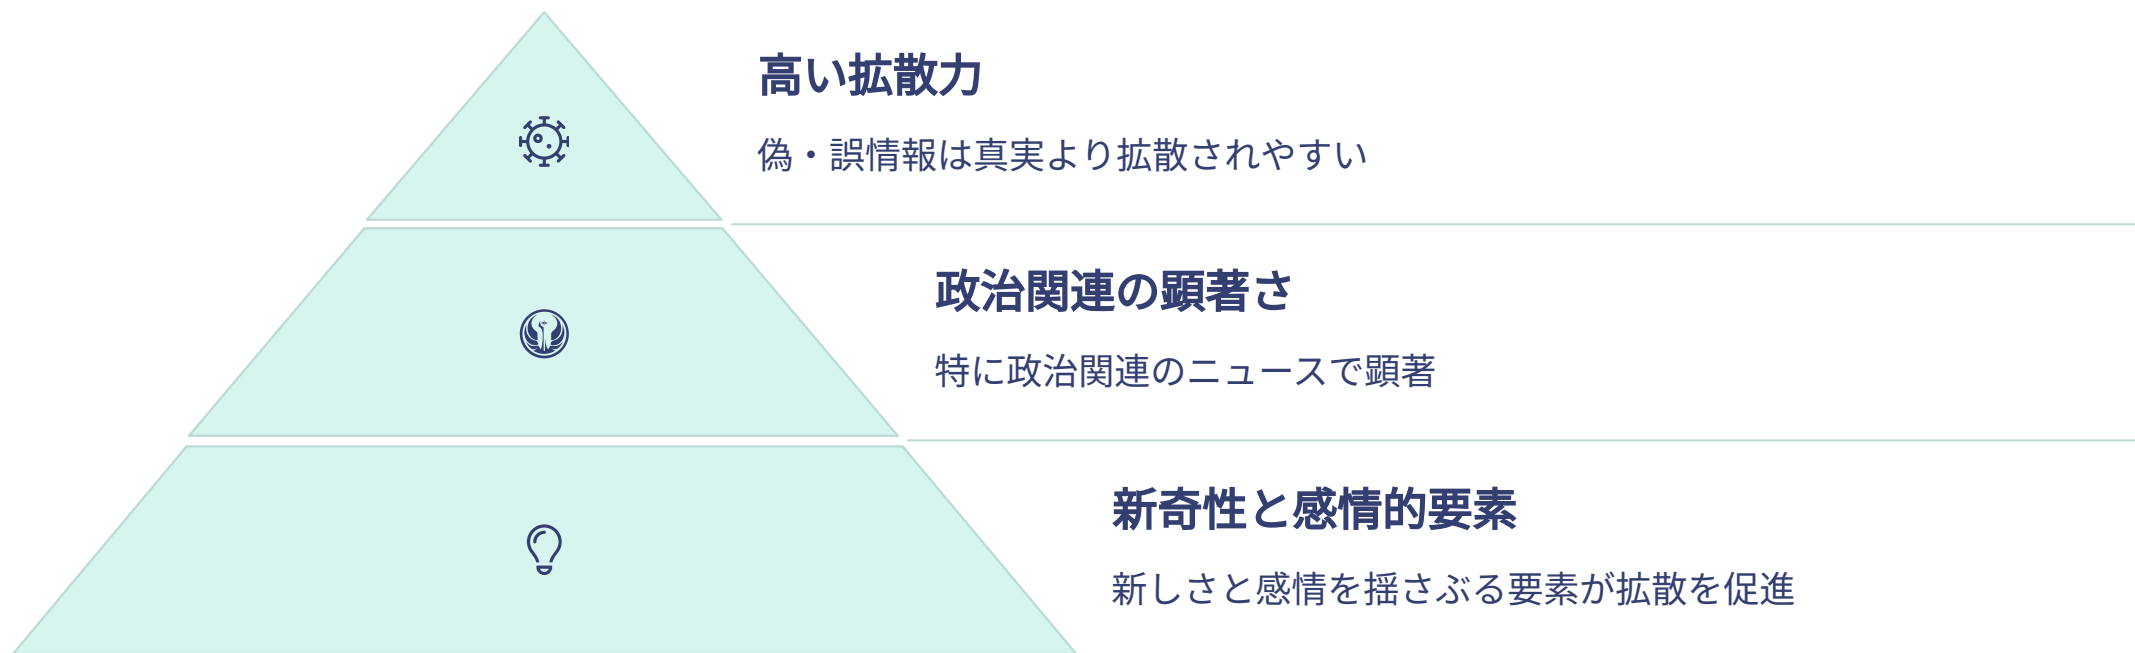 高い拡散力
偽・誤情報は真実より拡散されやすい
政治関連の顕著さ
特に政治関連のニュースで顕著
新奇性と感情的要素
新しさと感情を揺さぶる要素が拡散を促進